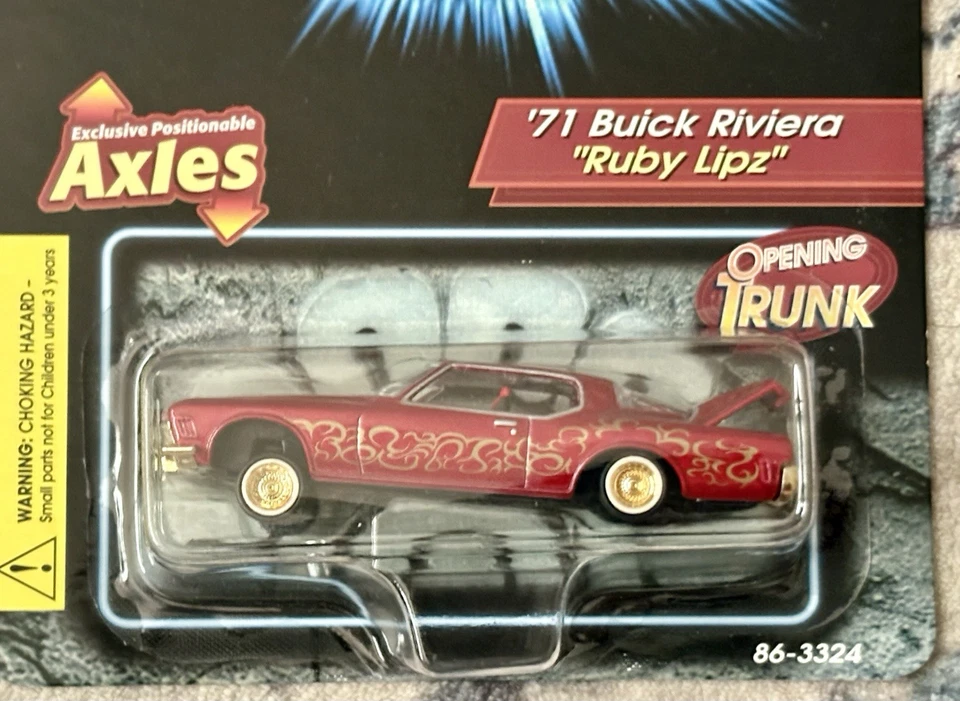 Exclusive Positionable
Axles
'71 Buick Riviera
"Ruby Lipz"
OPENING
TRUNK
WARNING: CHOKING HAZARD –
Small parts not for Children under 3 years
86-3324